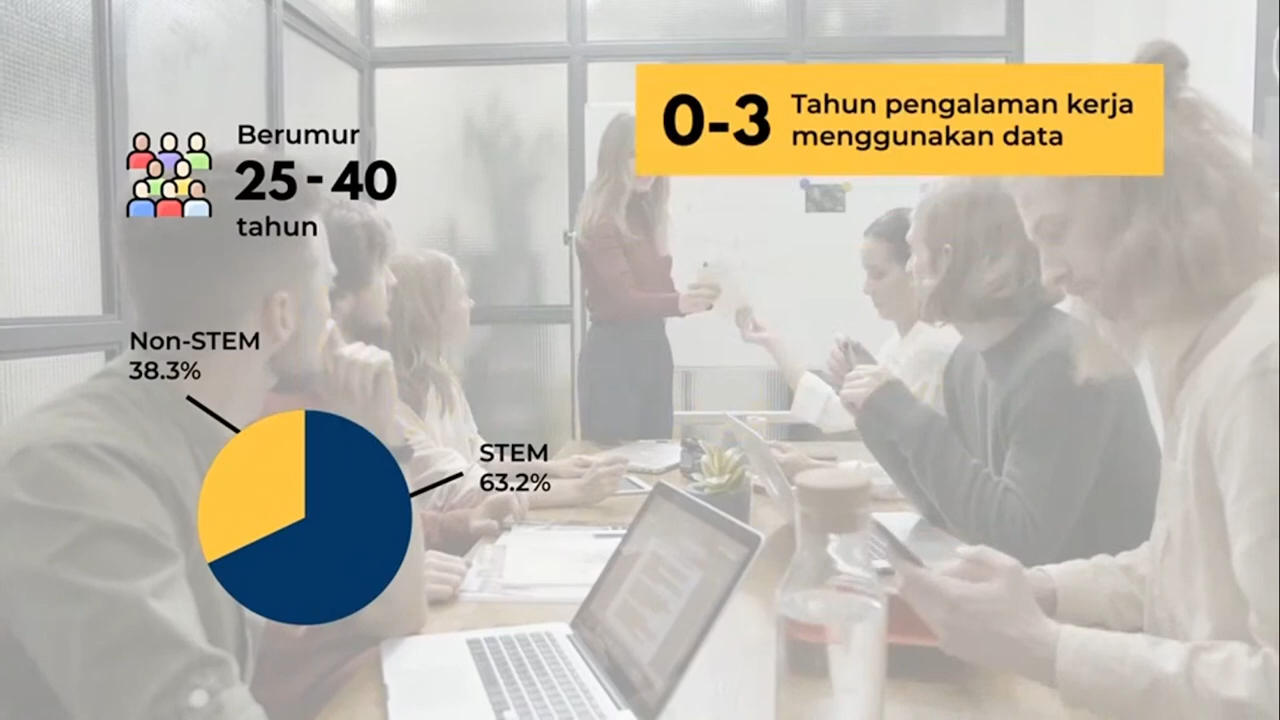 Berumur
25-40
tahun
0-3
Tahun pengalaman kerja
menggunakan data
Non-STEM
38.3%
STEM
63.2%